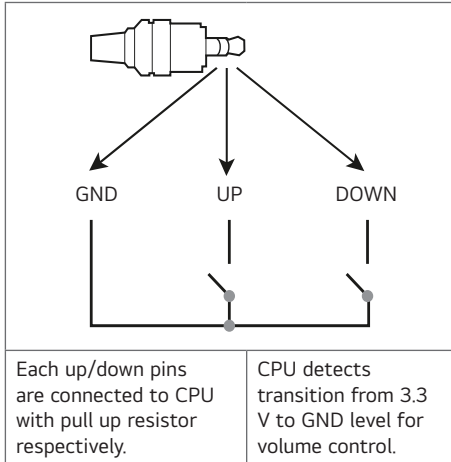 GND UP DOWN
Each up/down pins
are connected to CPU
with pull up resistor
respectively.
CPU detects
transition from 3.3
V to GND level for
volume control.